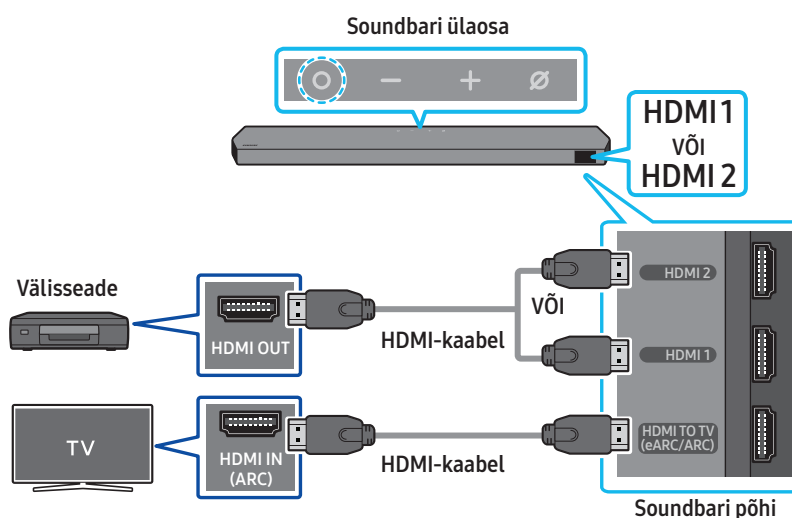 Soundbari ülaosa
HDMI 1
VÕI
HDMI 2
Välisseade
HDMI OUT
HDMI-kaabel
VÕI
HDMI 2
HDMI 1
TV
HDMI IN
(ARC)
HDMI-kaabel
HDMI TO TV
(eARC/ARC)
Soundbari põhi